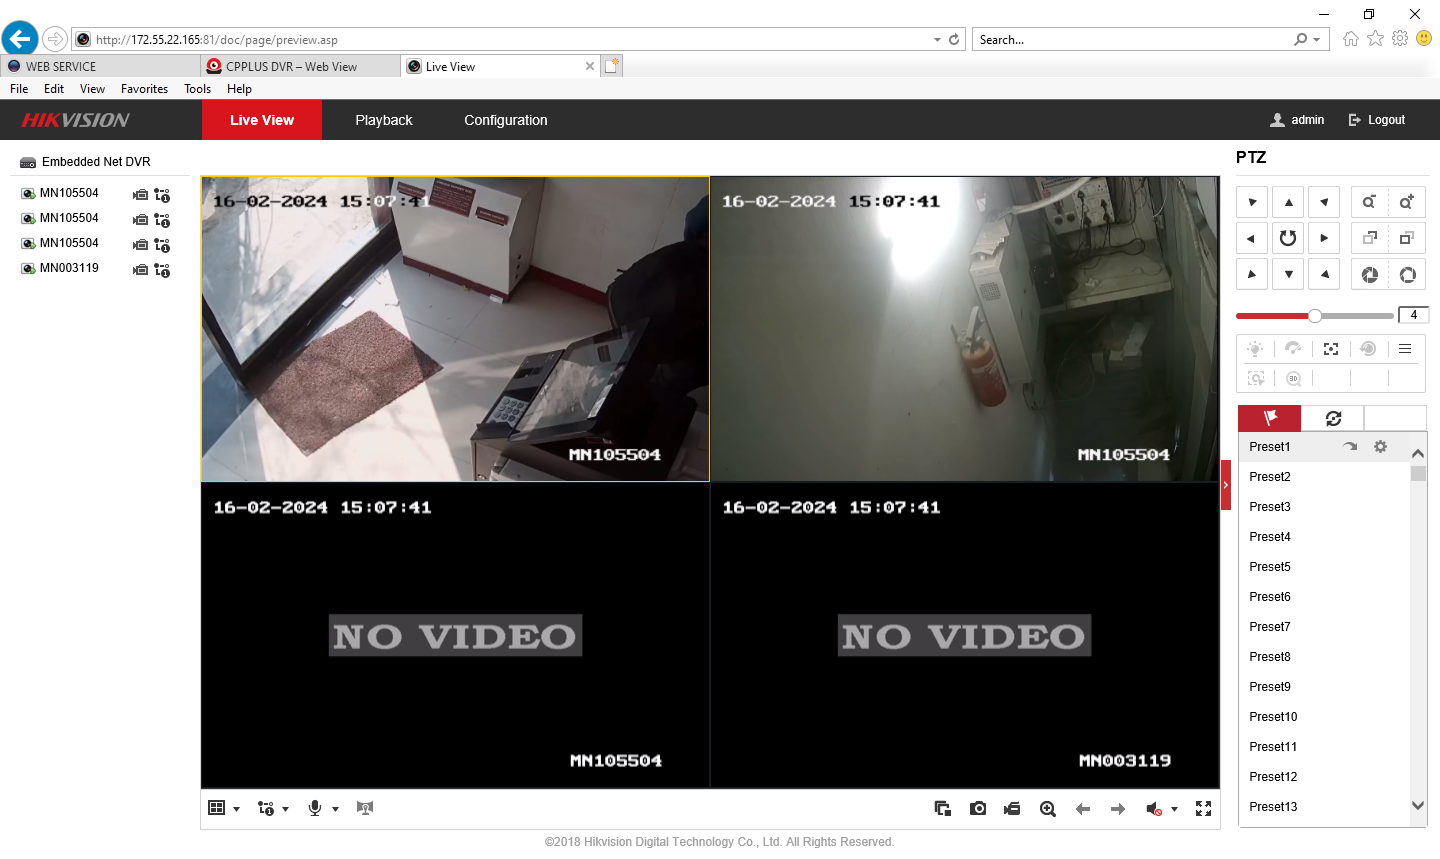 http://172.55.22.165:81/doc/page/preview.asp
Search...
WEB SERVICE
CPPLUS DVR – Web View
Live View
File Edit View Favorites Tools Help
HIKVISION
Live View
Playback
Configuration
admin
Logout
Embedded Net DVR
MN105504
MN105504
MN105504
MN003119
16-02-2024 15:07:41
MN105504
16-02-2024 15:07:41
MN105504
16-02-2024 15:07:41
NO VIDEO
MN105504
16-02-2024 15:07:41
NO VIDEO
MN003119
PTZ
4
3D
Preset1
Preset2
Preset3
Preset4
Preset5
Preset6
Preset7
Preset8
Preset9
Preset10
Preset11
Preset12
Preset13
©2018 Hikvision Digital Technology Co., Ltd. All Rights Reserved.